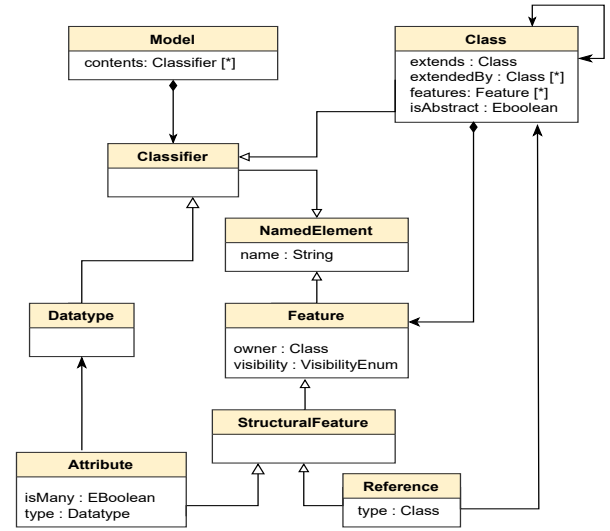 Model
contents: Classifier [*]
Class
extends : Class
extendedBy : Class [*]
features: Feature [*]
isAbstract : Eboolean
Classifier
NamedElement
name : String
Datatype
Feature
owner : Class
visibility : VisibilityEnum
StructuralFeature
Attribute
isMany : EBoolean
type : Datatype
Reference
type : Class